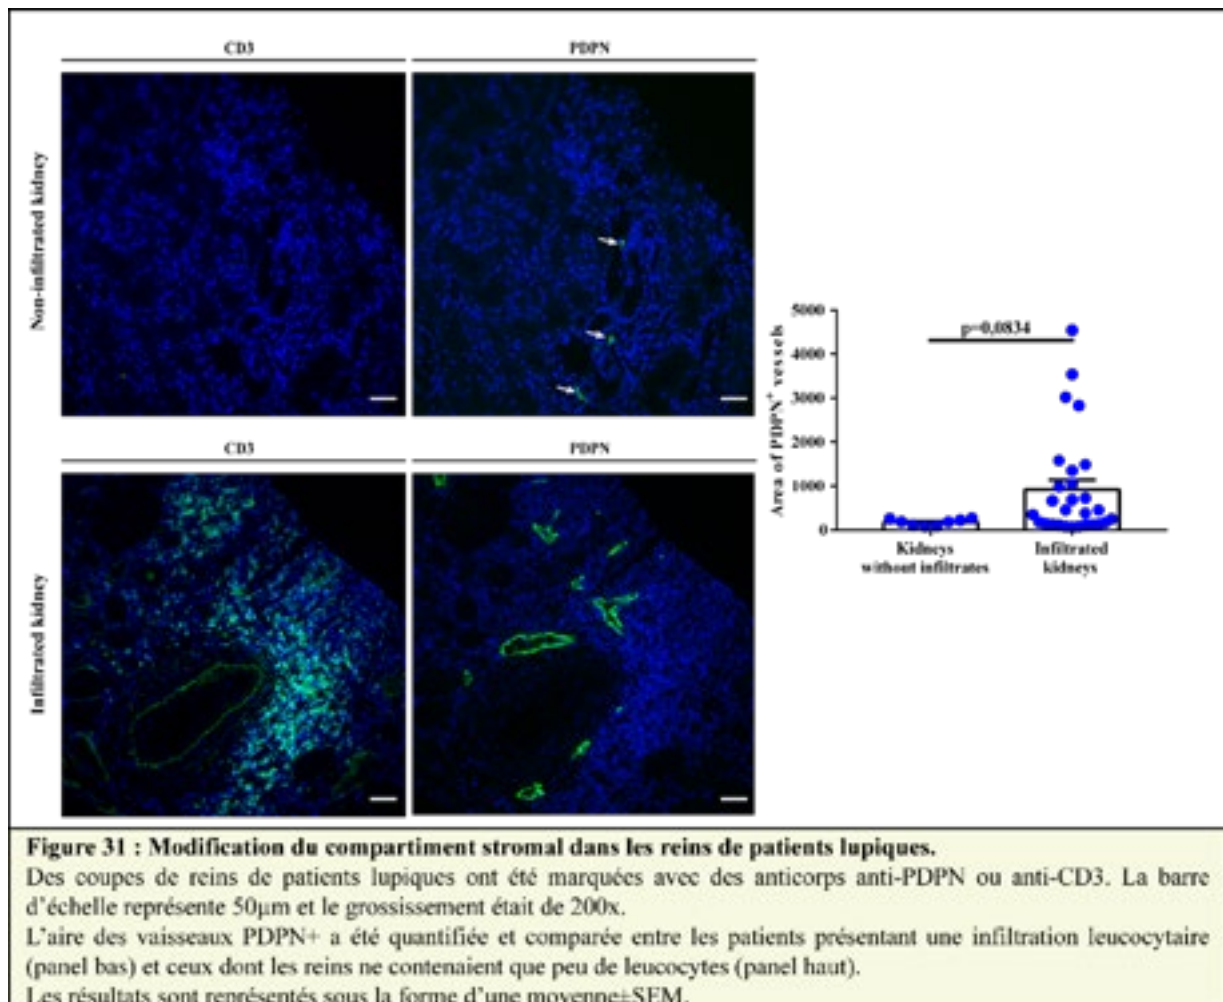 CD3
PDPN
Non-infiltrated kidney
CD3
PDPN
Infiltrated kidney
Area of PDPN+ vessels
5000
4000
3000
2000
1000
0
p=0,0834
Kidneys
without infiltrates
Infiltrated
kidneys
Figure 31 : Modification du compartiment stromal dans les reins de patients lupiques.
Des coupes de reins de patients lupiques ont été marquées avec des anticorps anti-PDPN ou anti-CD3. La barre
d'échelle représente 50μm et le grossissement était de 200x.
L'aire des vaisseaux PDPN+ a été quantifiée et comparée entre les patients présentant une infiltration leucocytaire
(panel bas) et ceux dont les reins ne contenaient que peu de leucocytes (panel haut).
Les résultats sont représentés sous la forme d'une moyenne±SEM.